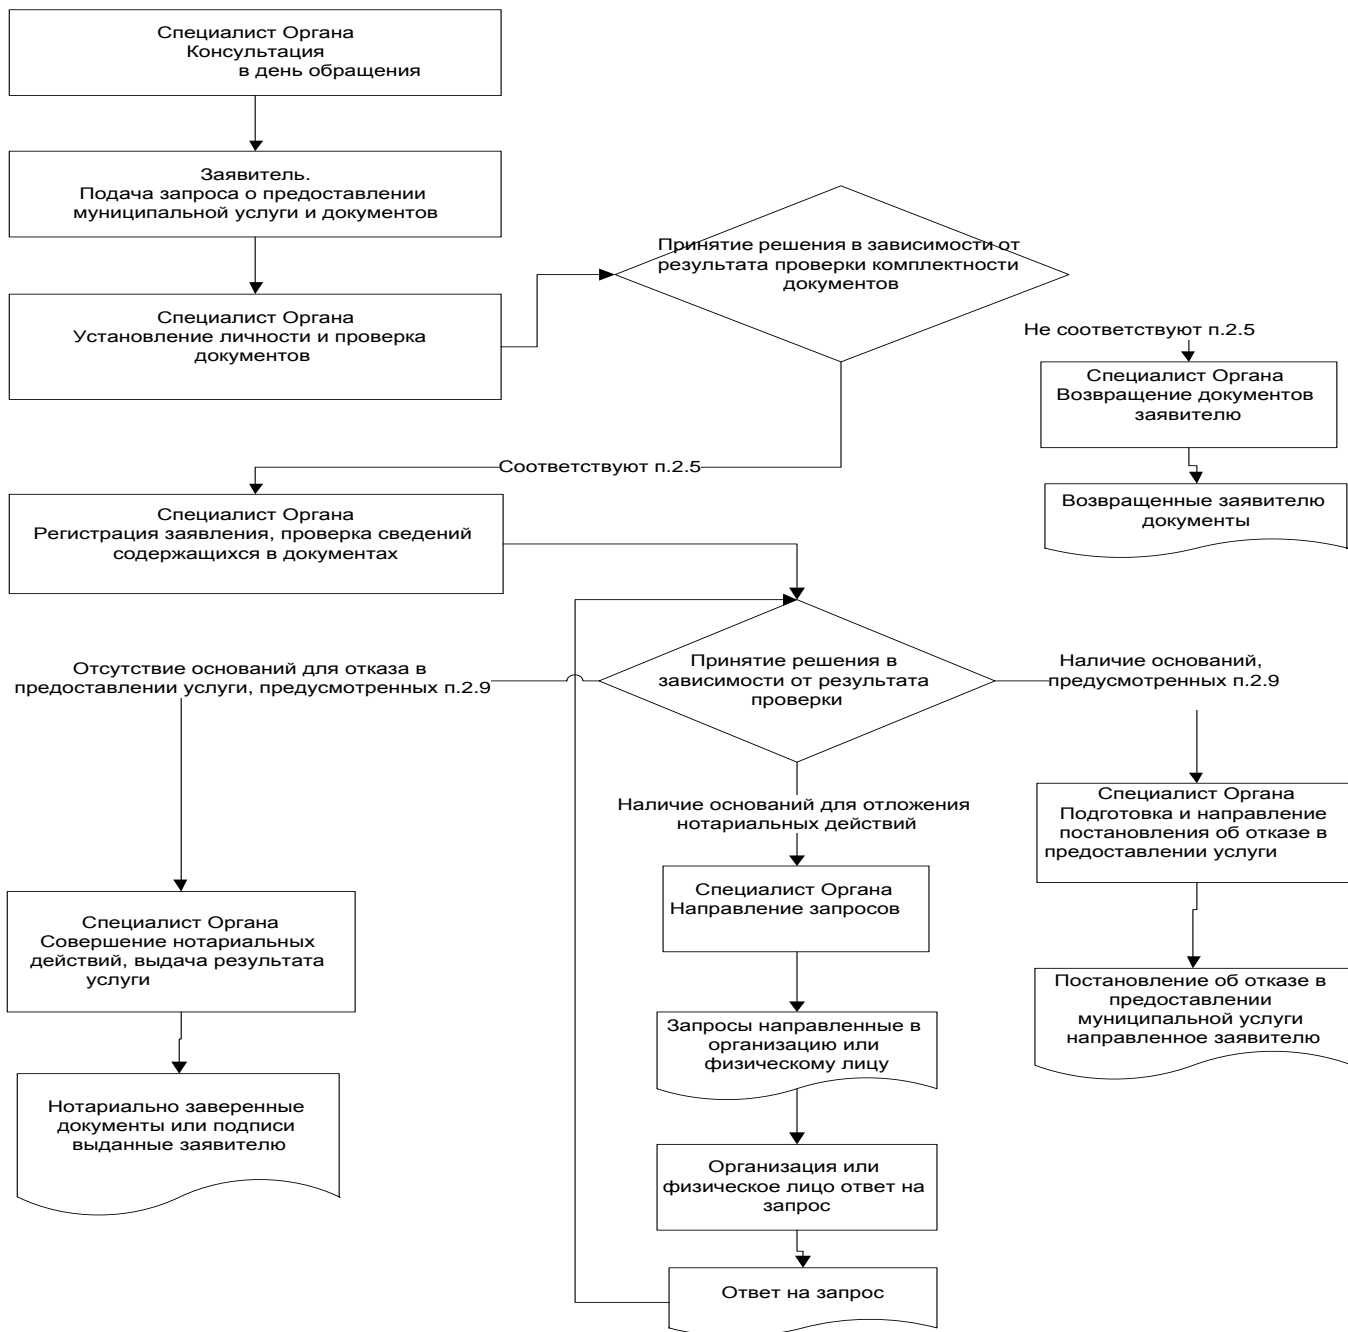 Специалист Органа
Консультация
в день обращения
Заявитель.
Подача запроса о предоставлении
муниципальной услуги и документов
Специалист Органа
Установление личности и проверка
документов
Принятие решения в зависимости от
результата проверки комплектности
документов
Не соответствуют п.2.5
Специалист Органа
Возвращение документов
заявителю
Возвращенные заявителю
документы
Соответствуют п.2.5
Специалист Органа
Регистрация заявления, проверка сведений
содержащихся в документах
Принятие решения в
зависимости от результата
проверки
Отсутствие оснований для отказа в
предоставлении услуги, предусмотренных п.2.9
Наличие оснований,
предусмотренных п.2.9
Наличие оснований для отложения
нотариальных действий
Специалист Органа
Совершение нотариальных
действий, выдача результата
услуги
Нотариально заверенные
документы или подписи
выданные заявителю
Специалист Органа
Направление запросов
Запросы направленные в
организацию или
физическому лицу
Организация или
физическое лицо ответ на
запрос
Ответ на запрос
Специалист Органа
Подготовка и направление
постановления об отказе в
предоставлении услуги
Постановление об отказе в
предоставлении
муниципальной услуги
направленное заявителю